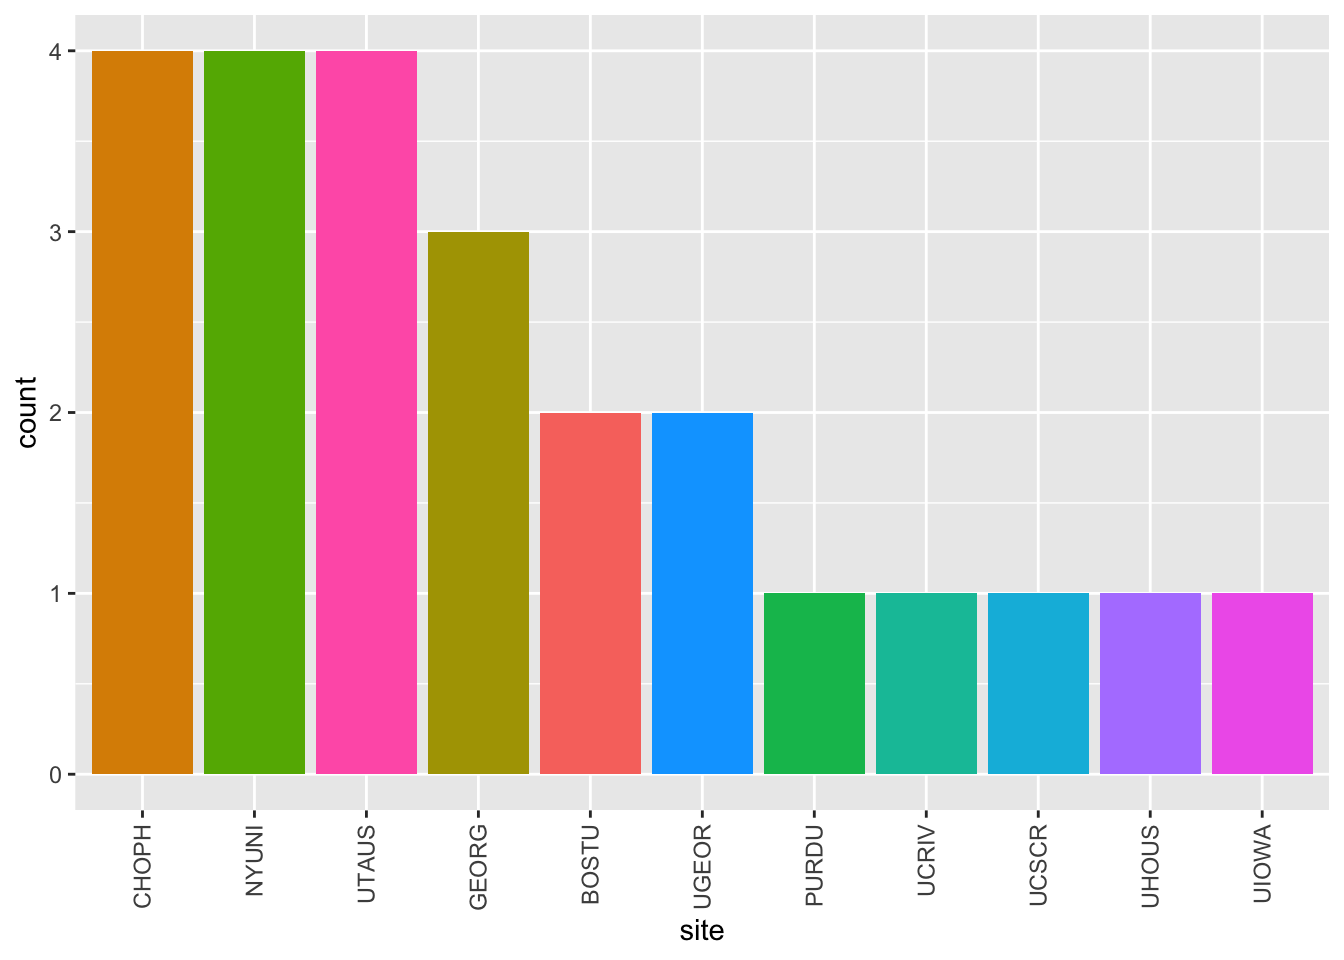 4
3
2
1
0
count
CHOPH
NYUNI
UTAUS
GEORG
BOSTU
UGEOR
PURDU
UCRIV
UCSCR
UHOUS
UIOWA
site